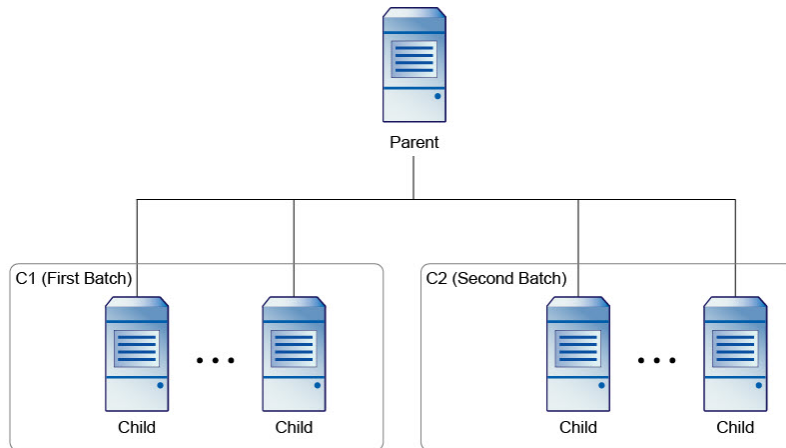 Parent
C1 (First Batch)
C2 (Second Batch)
Child
Child
Child
Child